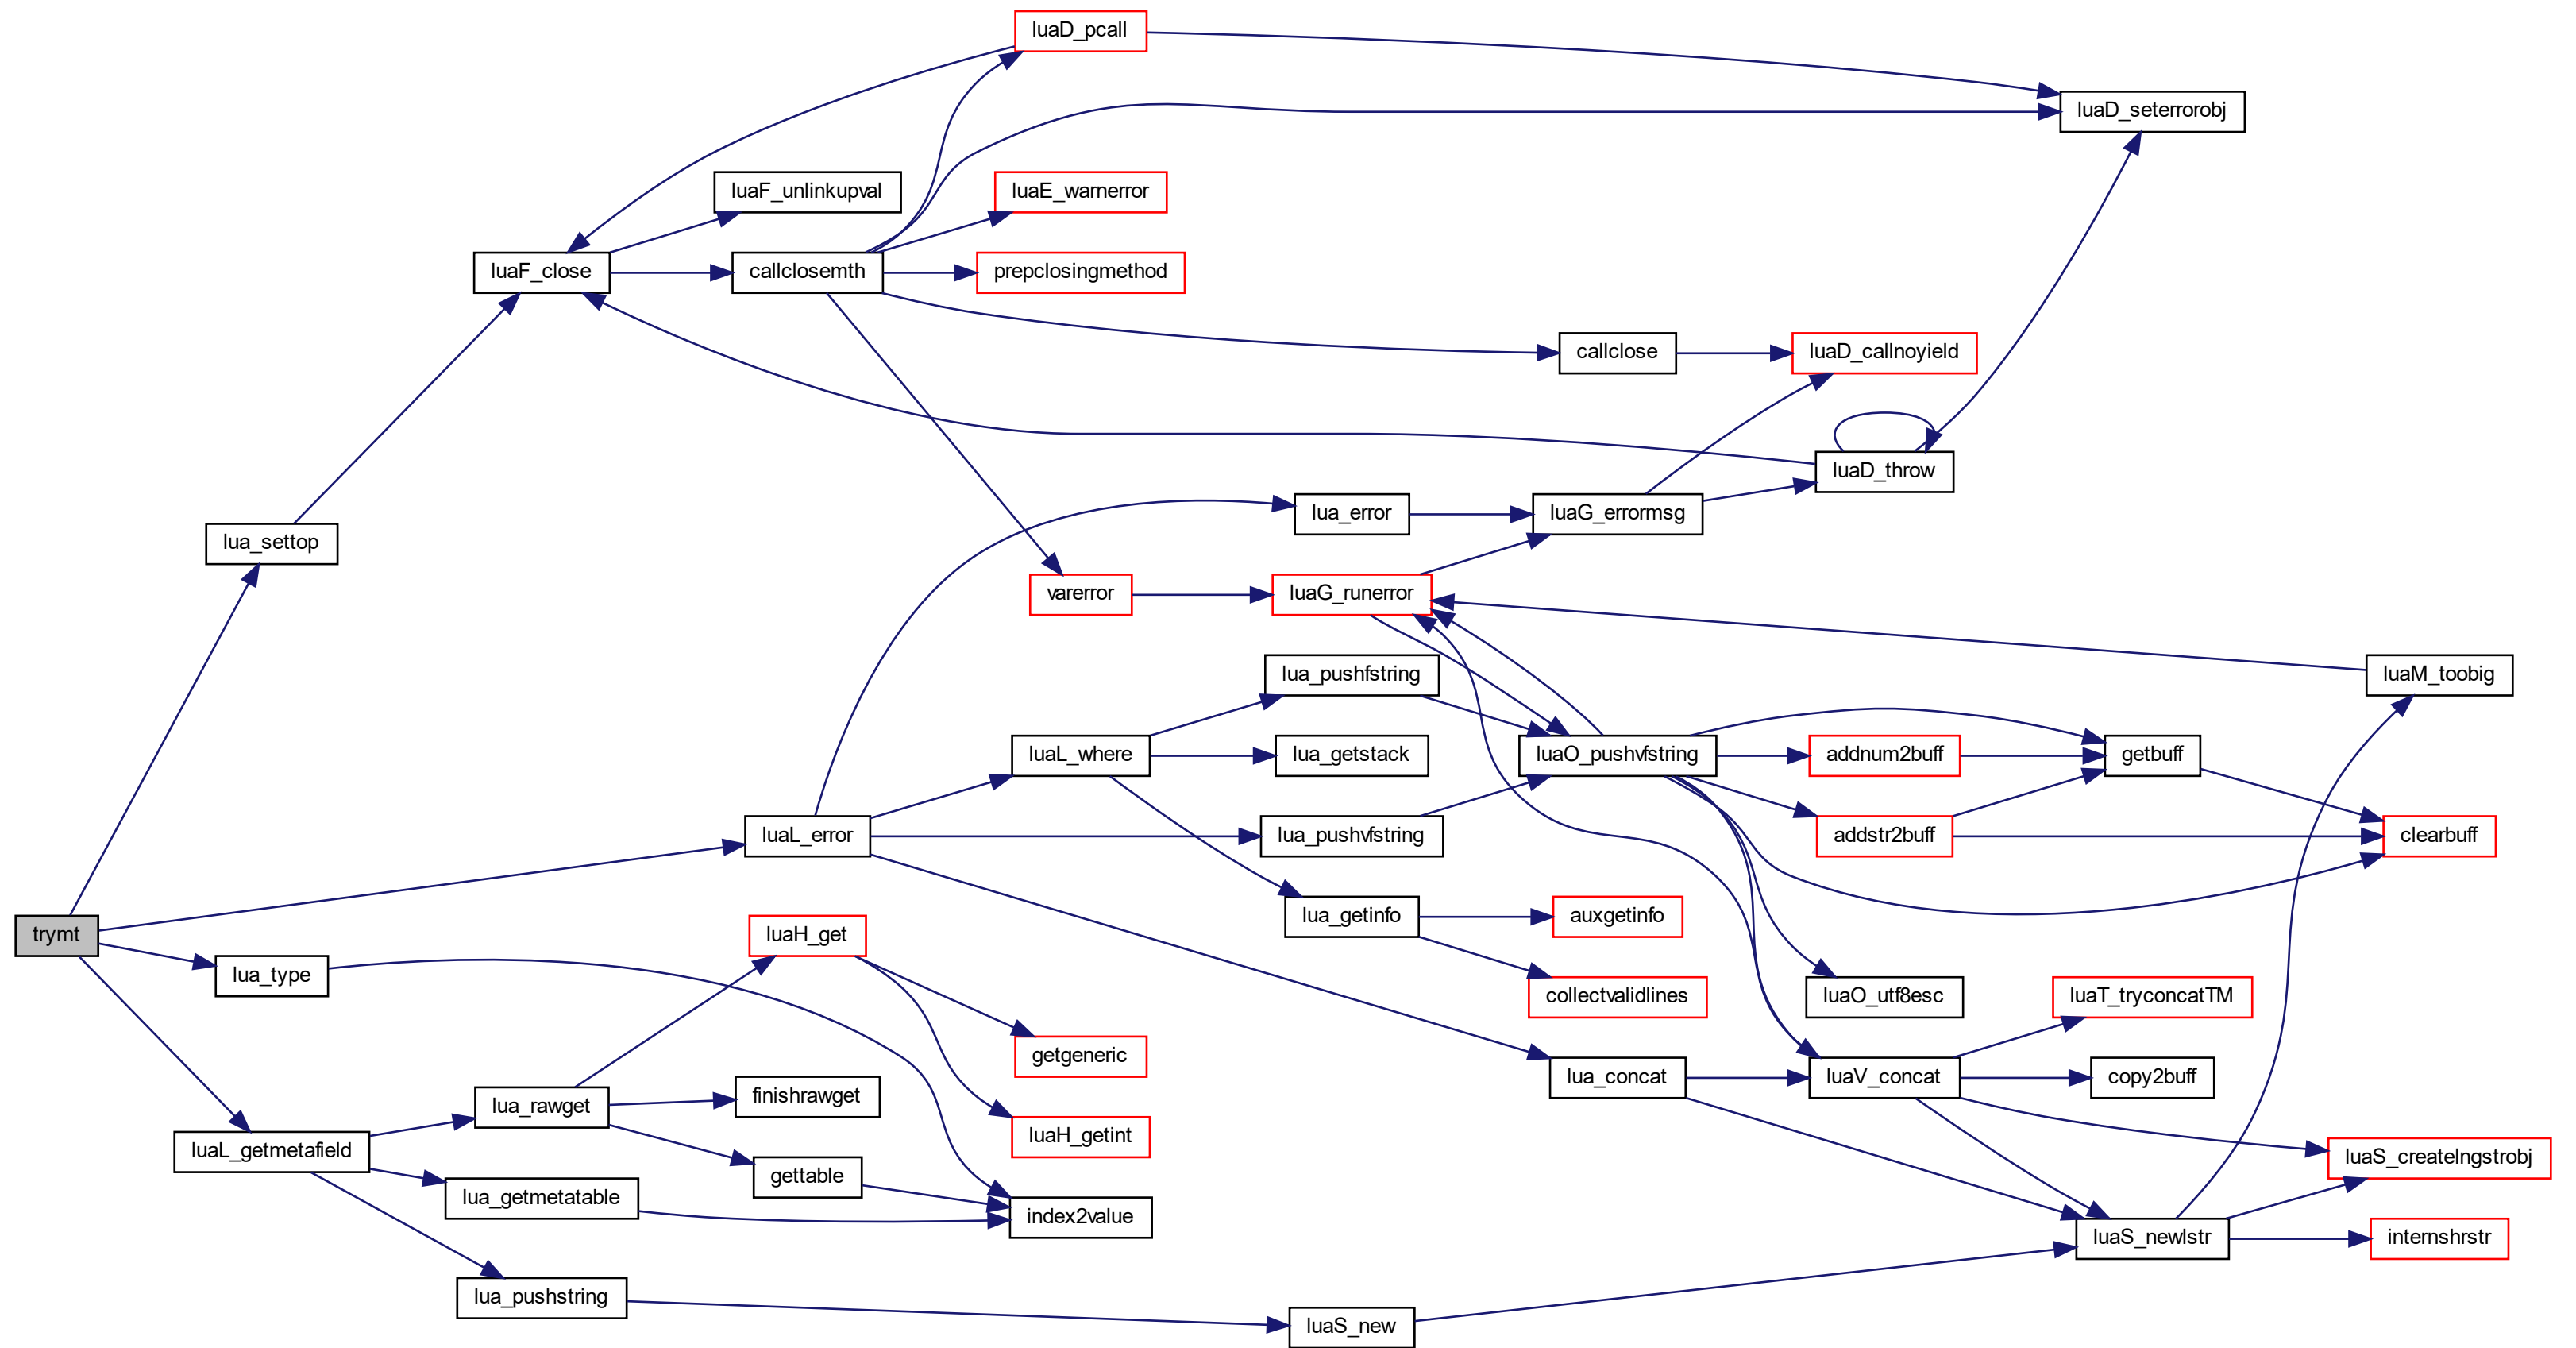 luaD_pcall
luaD_seterrorobj
luaF_unlinkupval
luaE_warnerror
luaF_close
callclosemth
prepclosingmethod
callclose
luaD_callnoyield
luaD_throw
lua_error
luaG_errormsg
lua_settop
varerror
luaG_runerror
lua_pushfstring
luaM_toobig
luaL_where
lua_getstack
luaO_pushvfstring
addnum2buff
getbuff
luaL_error
lua_pushvfstring
addstr2buff
clearbuff
trymt
luaH_get
lua_getinfo
auxgetinfo
lua_type
collectvalidlines
luaO_utf8esc
luaT_tryconcatTM
getgeneric
lua_concat
luaV_concat
copy2buff
lua_rawget
finishrawget
luaL_getmetafield
luaH_getint
luaS_createlngstrobj
gettable
lua_getmetatable
index2value
luaS_newlstr
internshrstr
lua_pushstring
luaS_new